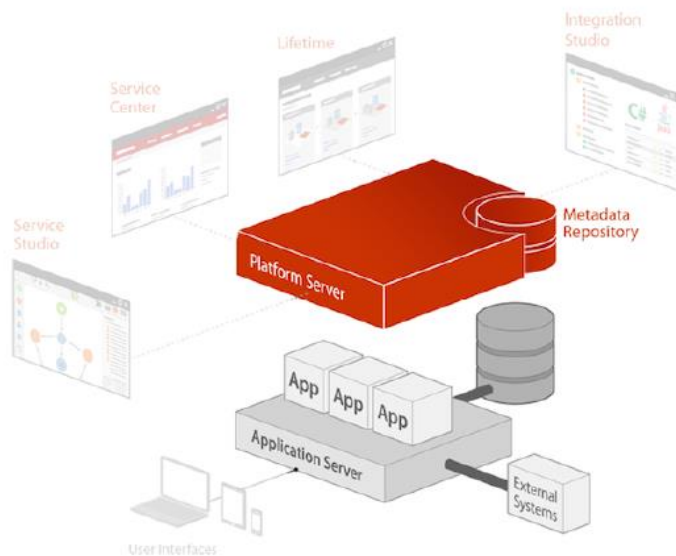 Lifetime
Integration
Studio
Service
Center
Service
Studio
Metadata
Repository
Platform Server
App
App
App
Application Server
External
Systems
User Interfaces